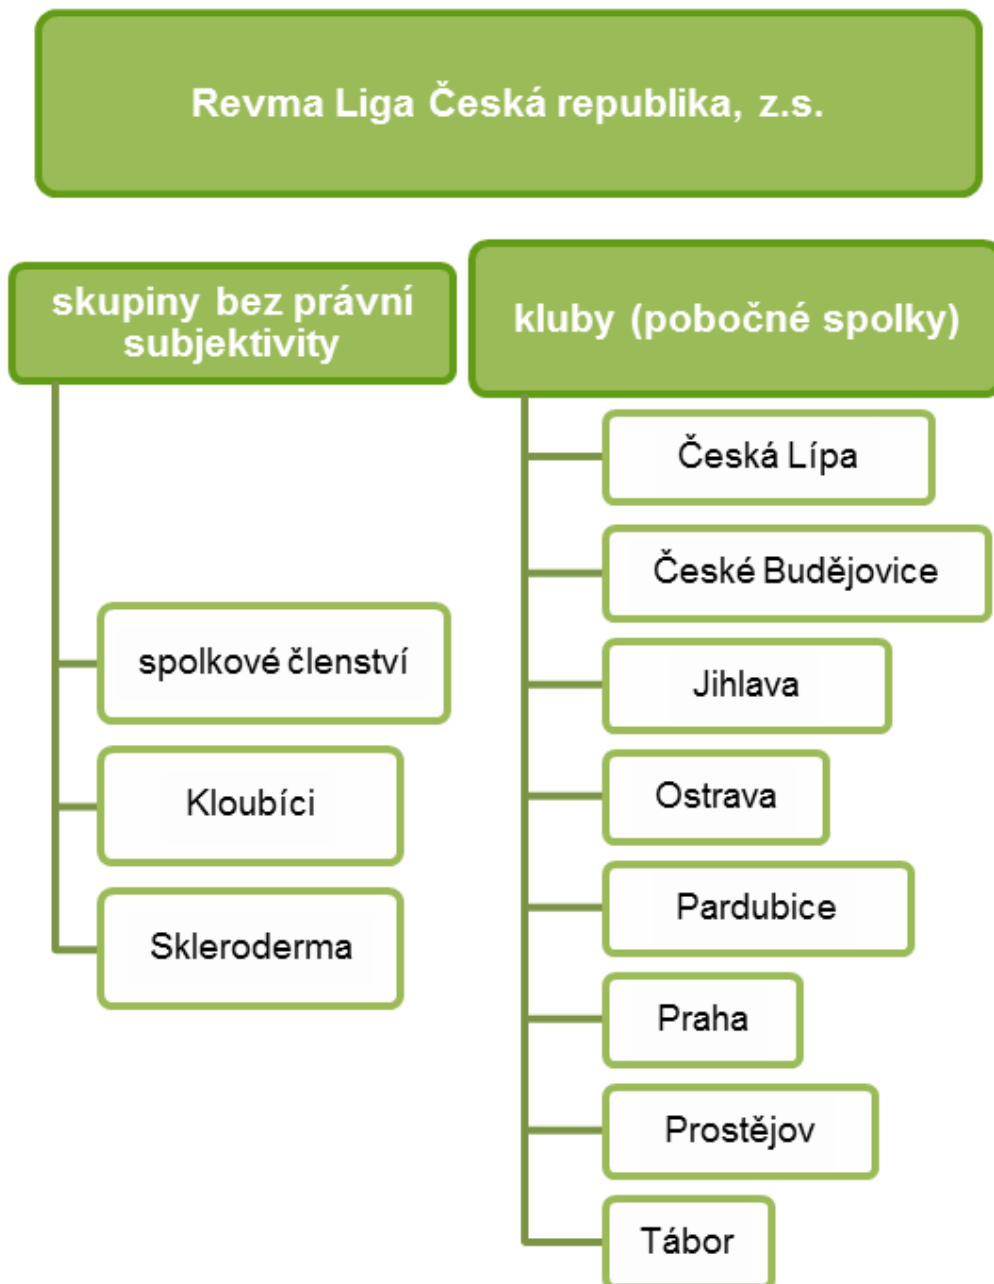 Revma Liga Česká republika, z.s.
skupiny bez právní
subjektivity
spolkové členství
Kloubíci
Skleroderma
kluby (pobočné spolky)
Česká Lípa
České Budějovice
Jihlava
Ostrava
Pardubice
Praha
Prostějov
Tábor